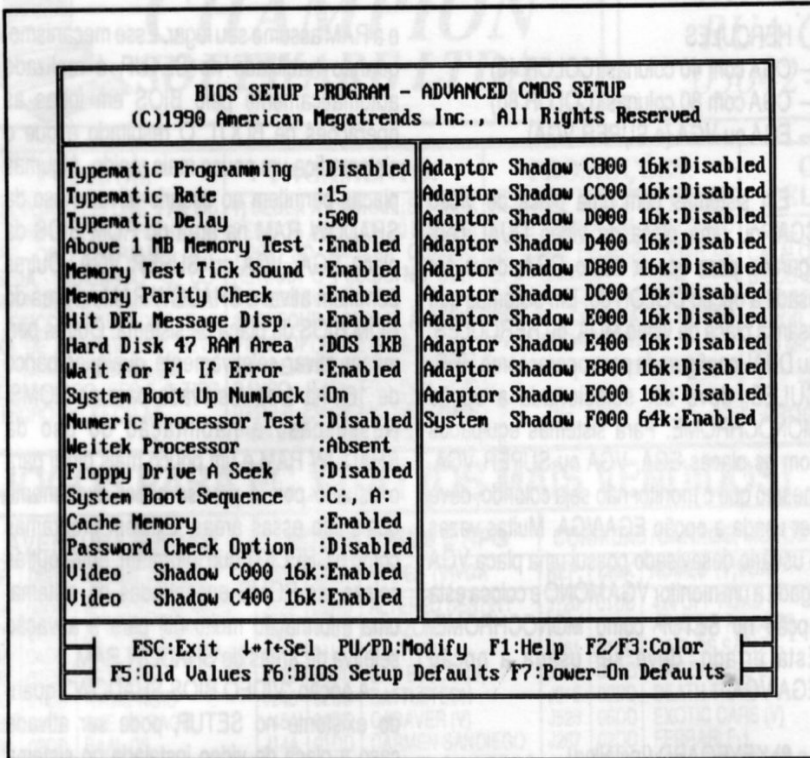 BIOS SETUP PROGRAM - ADVANCED CMOS SETUP
(C)1990 American Megatrends Inc., All Rights Reserved
Typematic Programming :Disabled
Typematic Rate :15
Typematic Delay :500
Above 1 MB Memory Test :Enabled
Memory Test Tick Sound :Enabled
Memory Parity Check :Enabled
Hit DEL Message Disp. :Enabled
Hard Disk 47 RAM Area :DOS 1KB
Wait for F1 If Error :Enabled
System Boot Up NumLock :On
Numeric Processor Test :Disabled
Weitek Processor :Absent
Floppy Drive A Seek :Disabled
System Boot Sequence :C:, A:
Cache Memory :Enabled
Password Check Option :Disabled
Video Shadow C000 16k:Enabled
Video Shadow C400 16k:Enabled
Adaptor Shadow C800 16k:Disabled
Adaptor Shadow CC00 16k:Disabled
Adaptor Shadow D000 16k:Disabled
Adaptor Shadow D400 16k:Disabled
Adaptor Shadow D800 16k:Disabled
Adaptor Shadow DC00 16k:Disabled
Adaptor Shadow E000 16k:Disabled
Adaptor Shadow E400 16k:Disabled
Adaptor Shadow E800 16k:Disabled
Adaptor Shadow EC00 16k:Disabled
System Shadow F000 64k:Enabled
ESC:Exit ↓→↑←Sel PU/PD:Modify F1:Help F2/F3:Color
F5:Old Values F6:BIOS Setup Defaults F7:Power-On Defaults